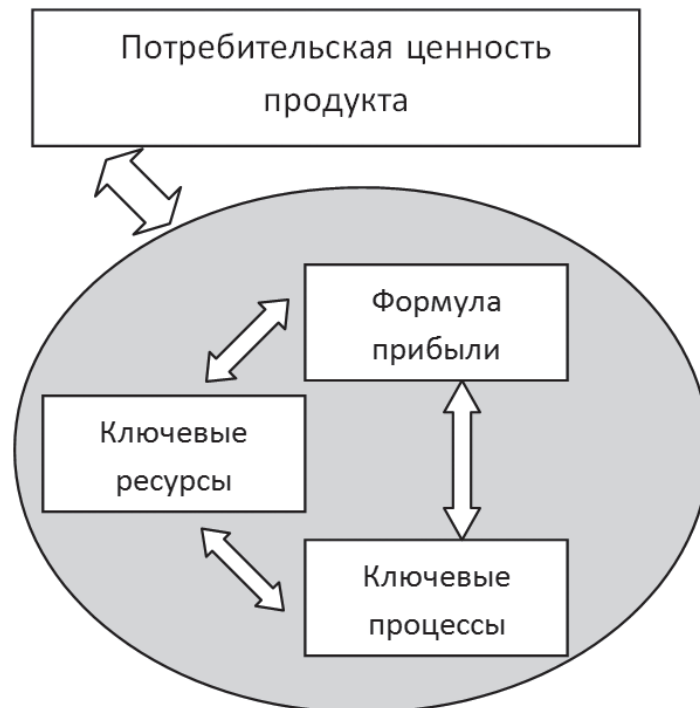 Потребительская ценность
продукта
Формула
прибыли
Ключевые
ресурсы
Ключевые
процессы